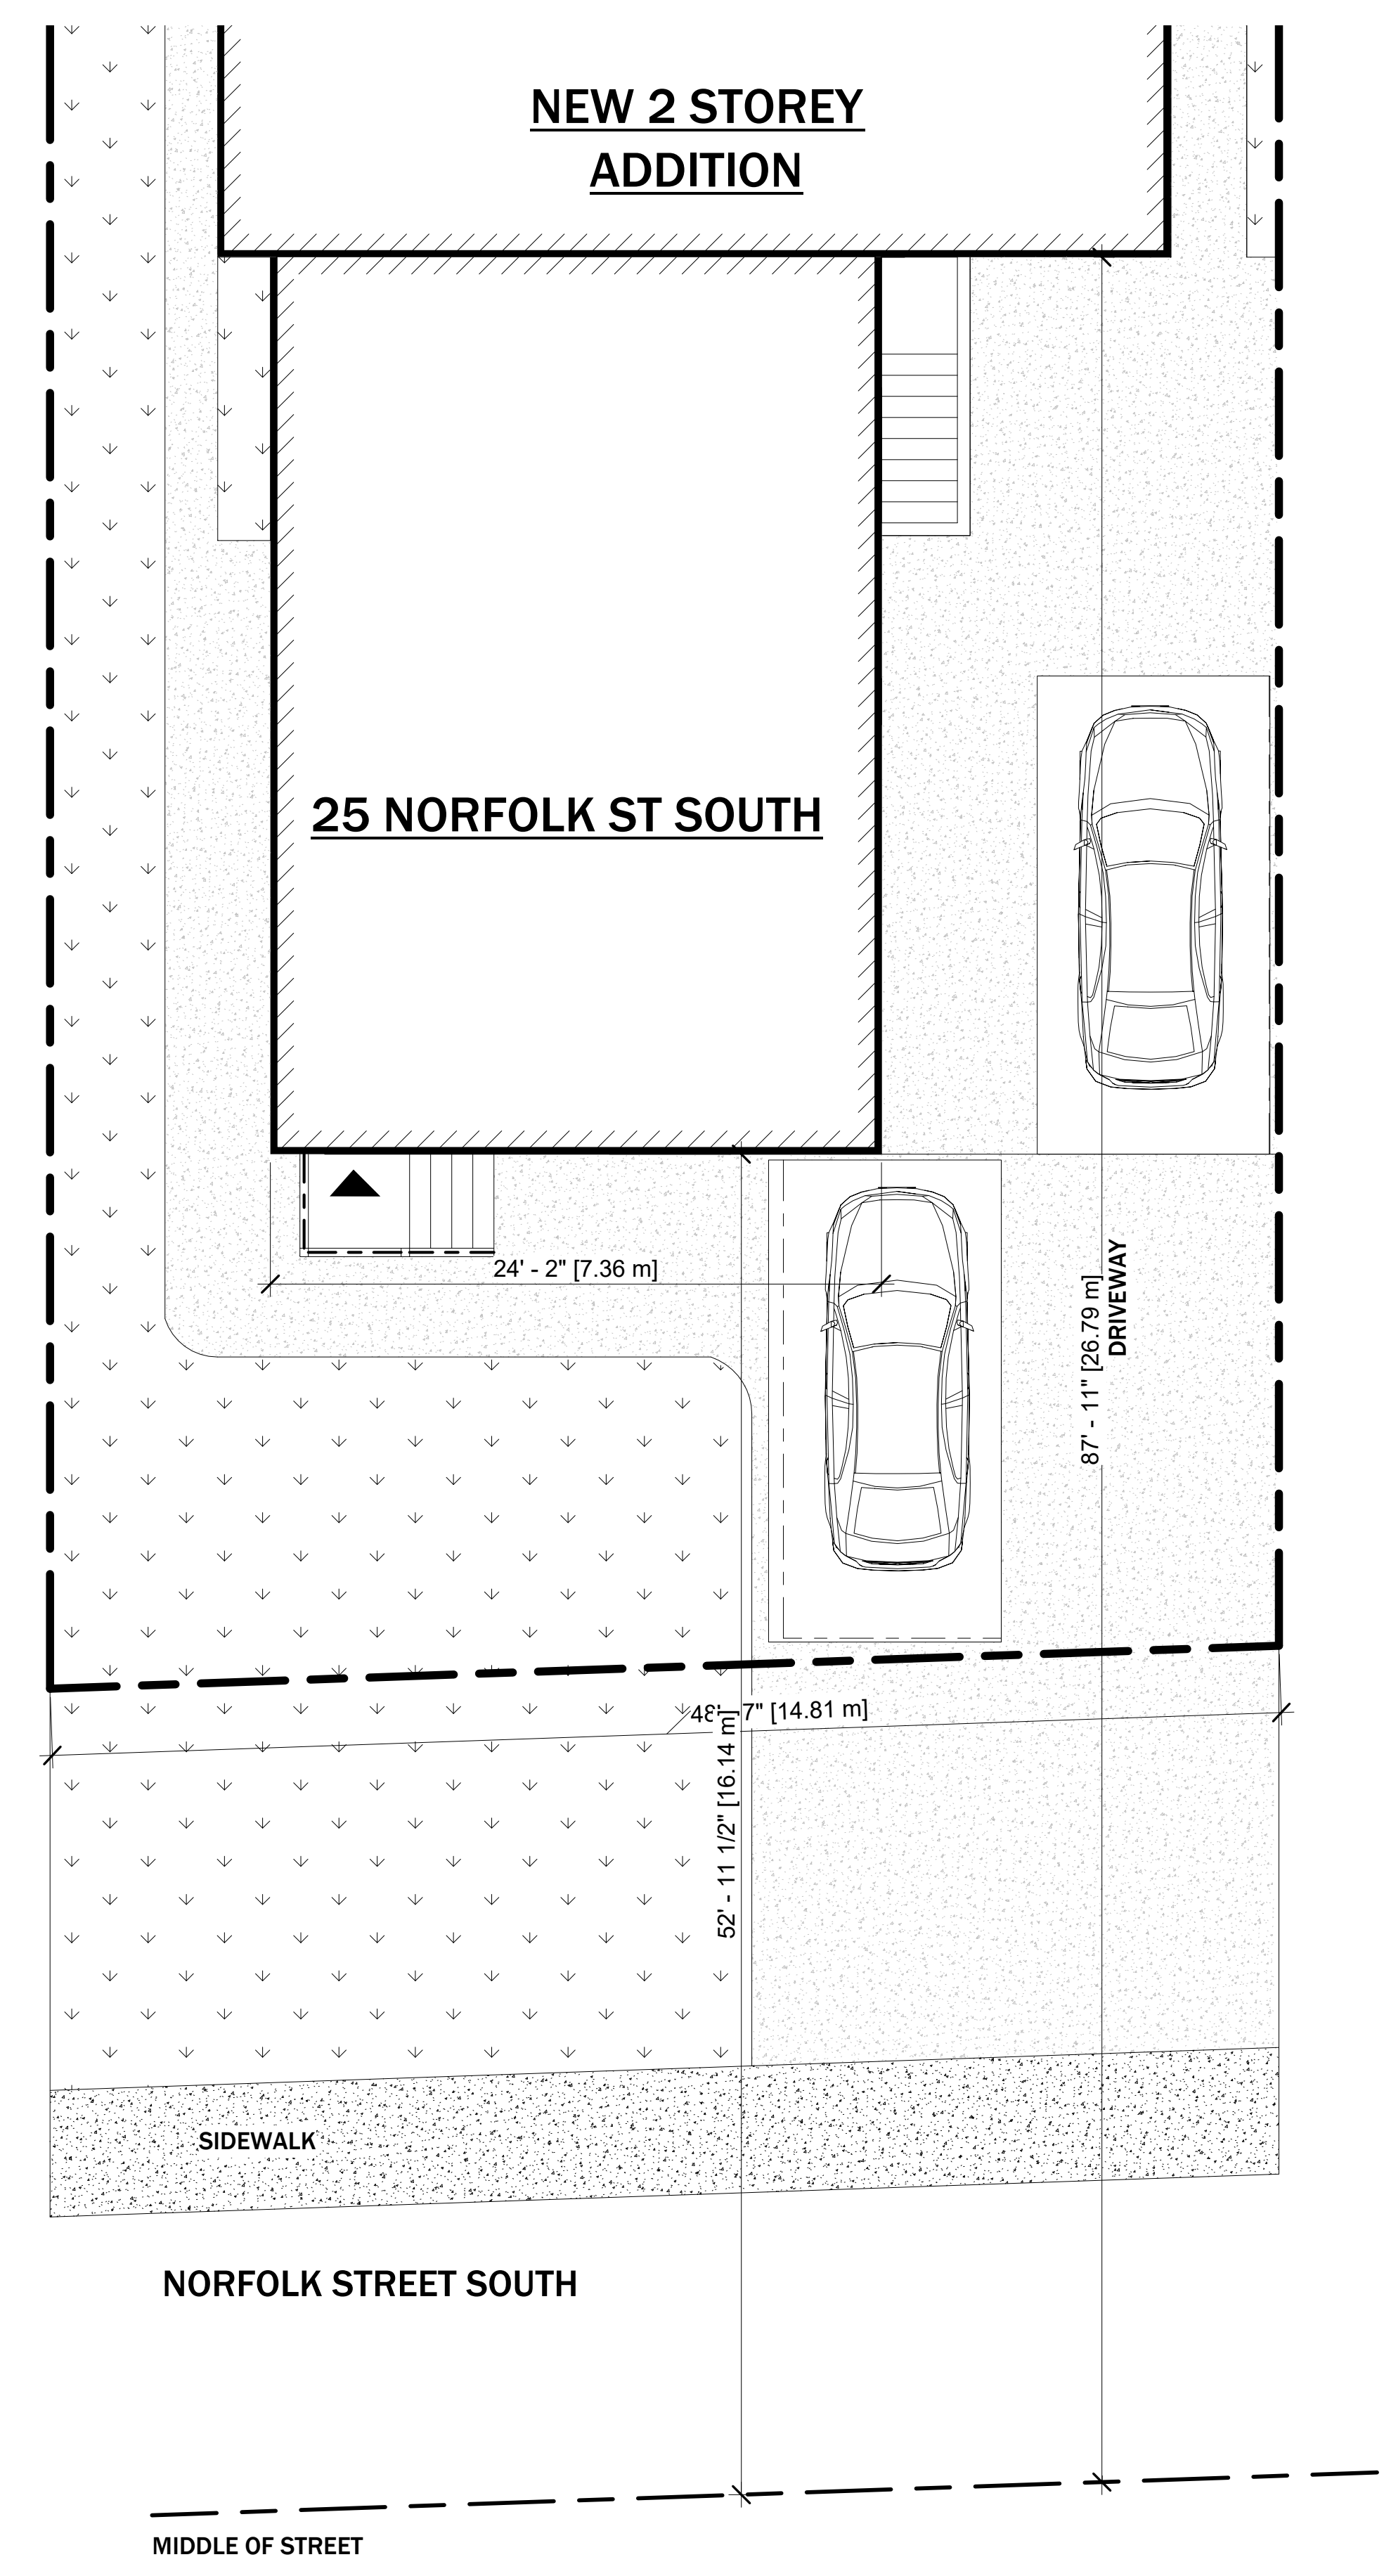 NEW 2 STOREY
ADDITION
25 NORFOLK ST SOUTH
24' - 2" [7.36 m]
87' - 11" [26.79 m]
DRIVEWAY
48' - 7" [14.81 m]
52' - 11 1/2" [16.14 m]
SIDEWALK
NORFOLK STREET SOUTH
MIDDLE OF STREET